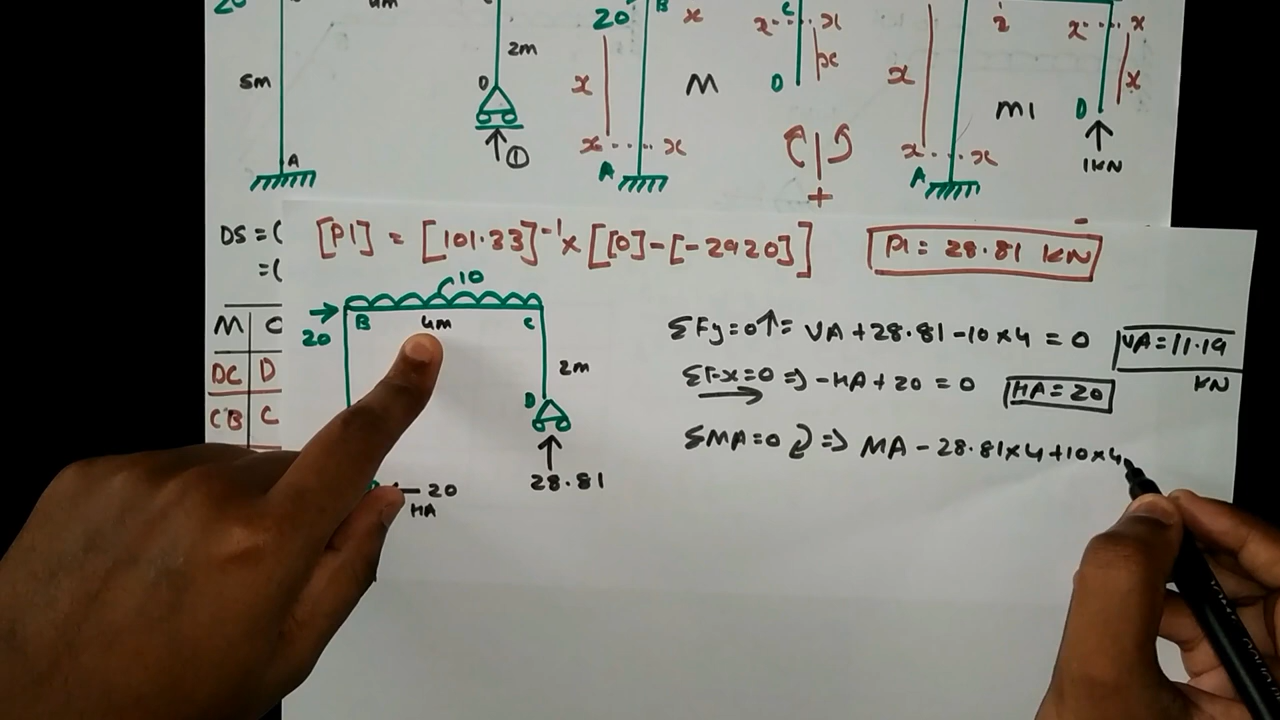 20
4m
C
B
20
x
x
x
C
x
x
x
x
5m
D
2m
x
M
D
x
M1
D
x
A
①
x
x
A
+
x
x
A
1KN
DS = (
= (
[P1] = [101.33]⁻¹ × [[0] - [-2920]]
P1 = 28.81 KN
M C
DC D
CB C
10
20
B
4m
C
2m
D
28.81
20
HA
ΣFy=0↑= VA + 28.81 - 10×4 = 0
VA = 11.19
KN
ΣFx=0 => -HA + 20 = 0
HA = 20
ΣMA=0 => MA - 28.81×4 + 10×4